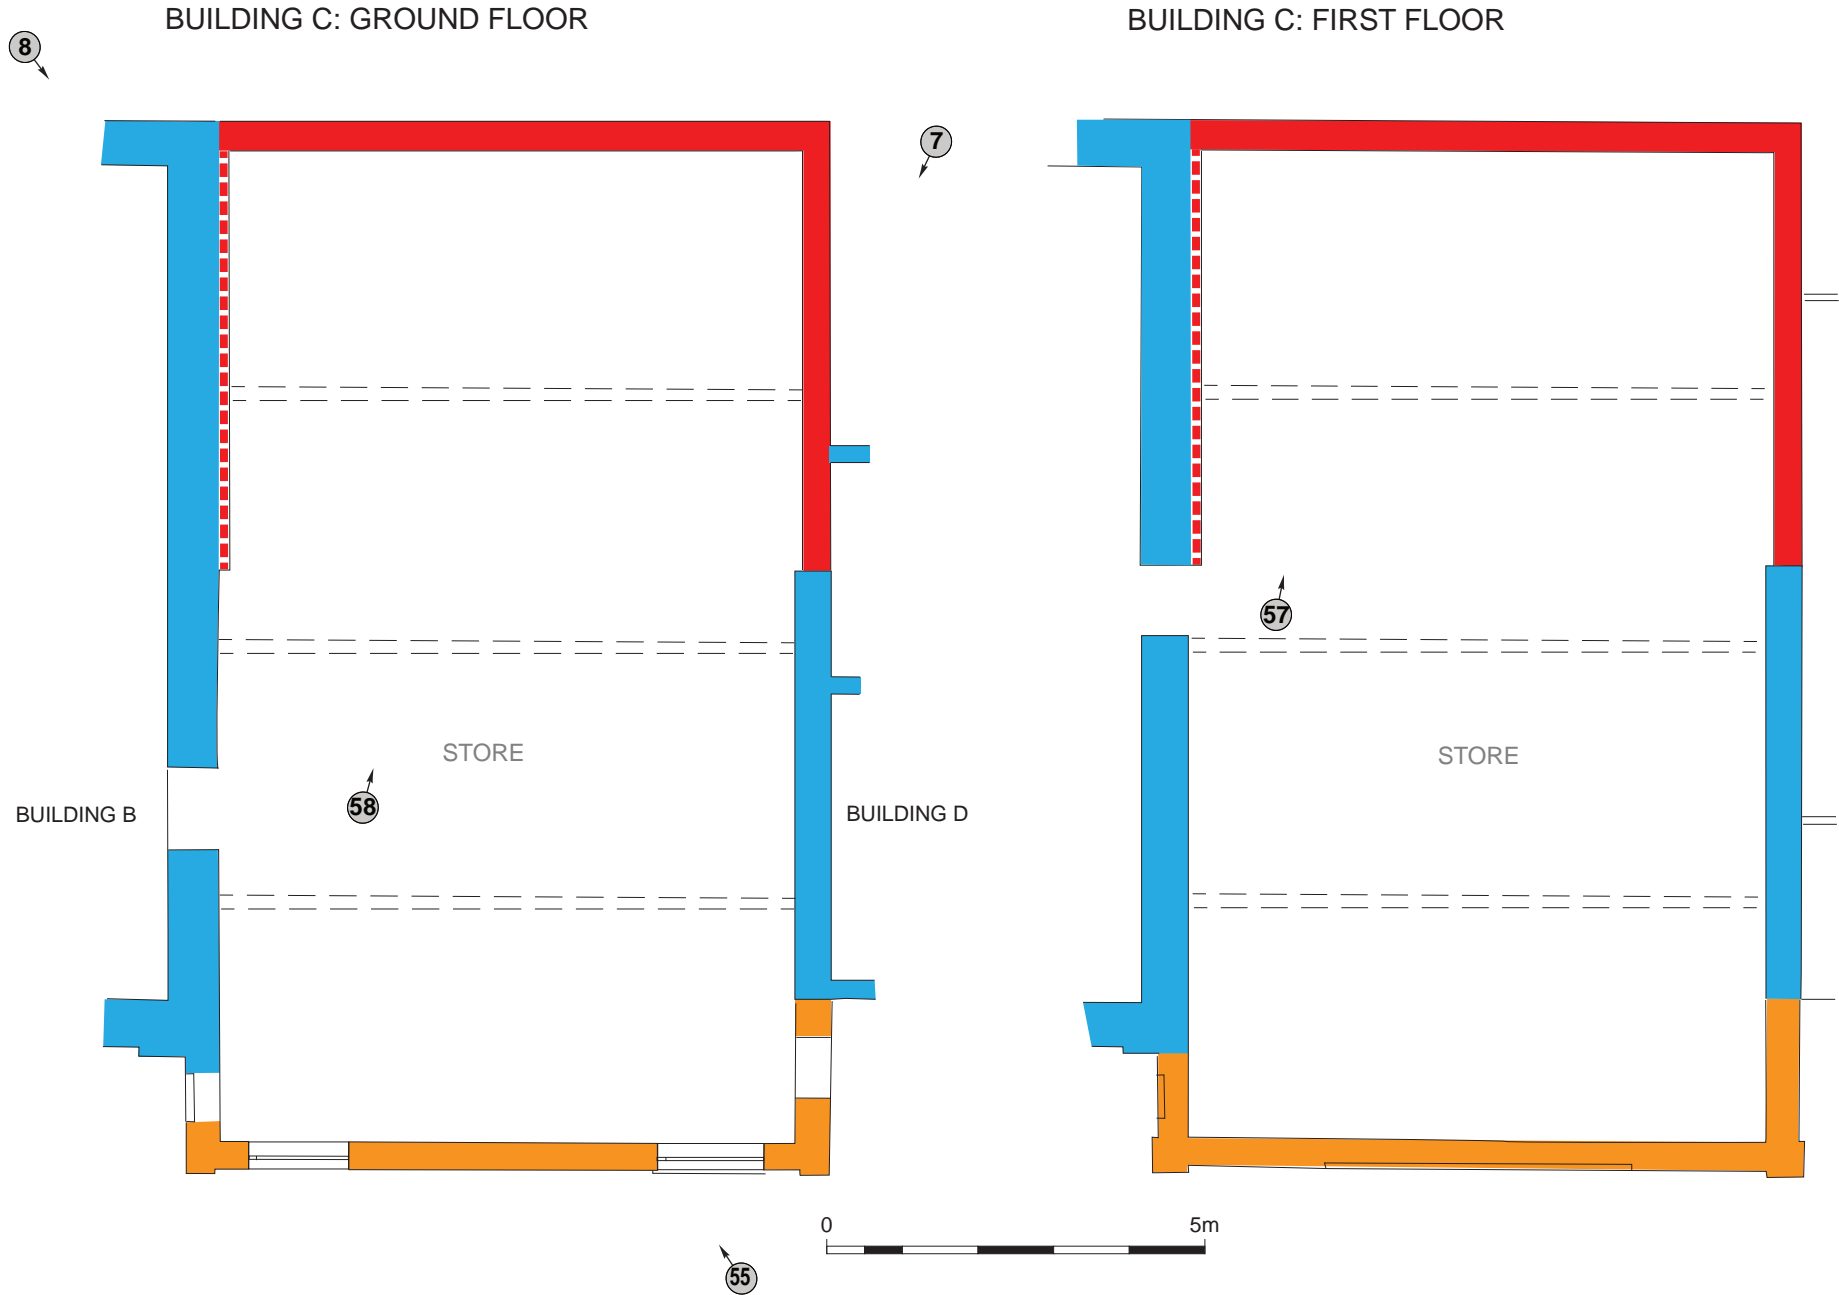 BUILDING C: GROUND FLOOR
BUILDING C: FIRST FLOOR
8
7
57
STORE
STORE
58
BUILDING B
BUILDING D
0
5m
55